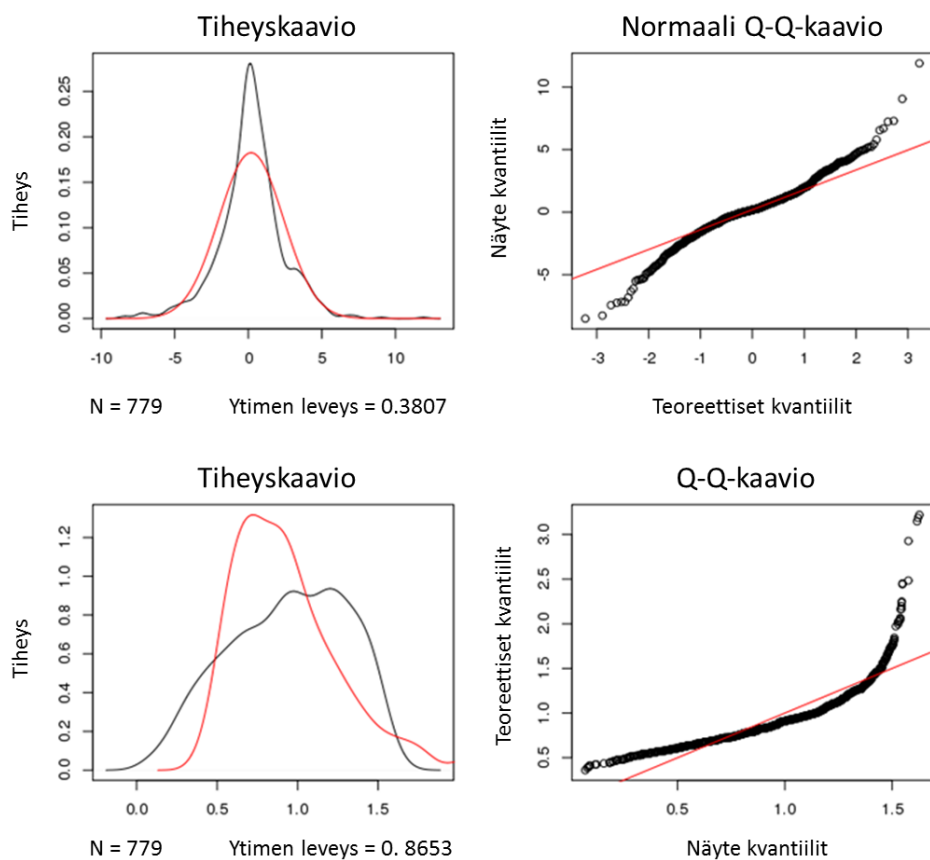 Tiheyskaavio
Normaali Q-Q-kaavio
Tiheys
0.00 0.05 0.10 0.15 0.20 0.25
-10 -5 0 5 10
N = 779 Ytimen leveys = 0.3807
Näyte kvantiilit
-5 0 5 10
-3 -2 -1 0 1 2 3
Teoreettiset kvantiilit
Tiheyskaavio
Q-Q-kaavio
Tiheys
0.0 0.2 0.4 0.6 0.8 1.0 1.2
0.0 0.5 1.0 1.5
N = 779 Ytimen leveys = 0. 8653
Teoreettiset kvantiilit
0.5 1.0 1.5 2.0 2.5 3.0
0.5 1.0 1.5
Näyte kvantiilit